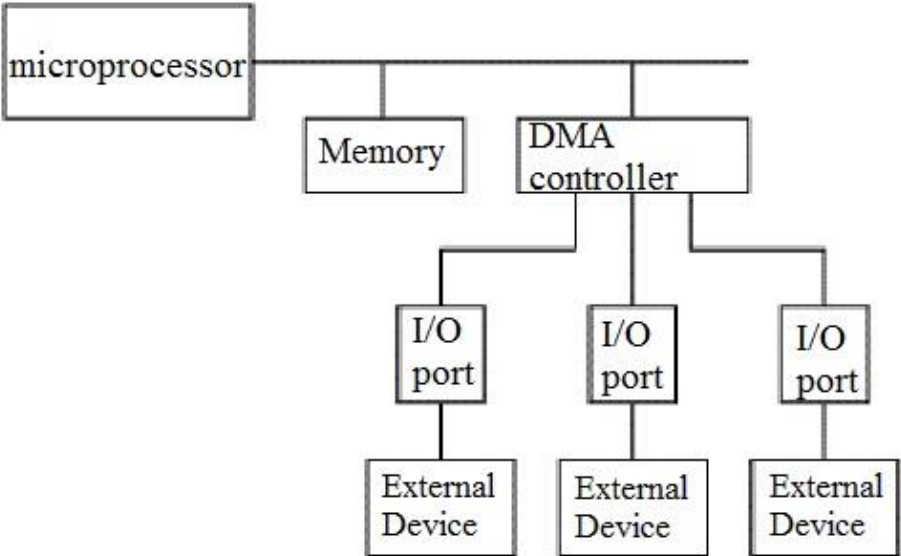 microprocessor
Memory
DMA
controller
I/O
port
I/O
port
I/O
port
External
Device
External
Device
External
Device